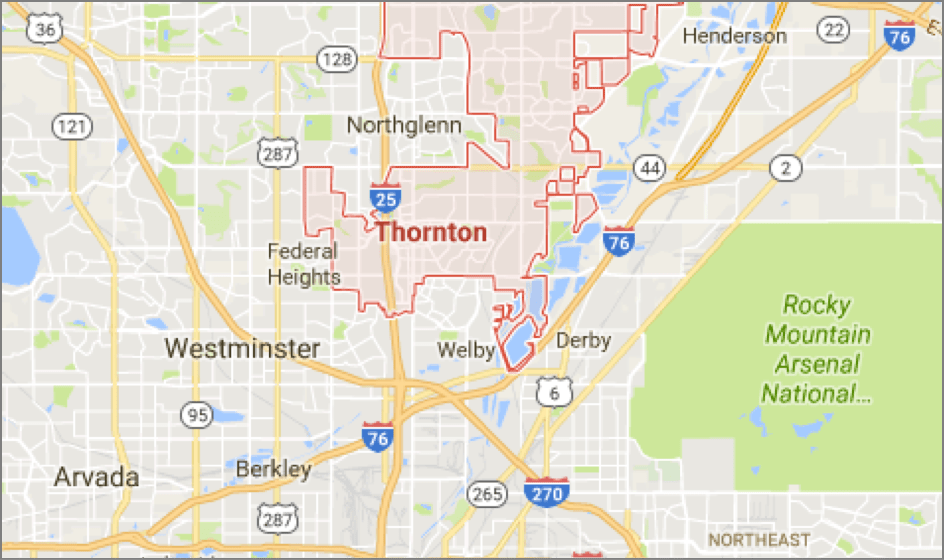 36
Henderson
22
76
E
128
121
Northglenn
287
44
2
25
Thornton
76
Federal
Heights
Rocky
Mountain
Arsenal
National...
Westminster
Welby
Derby
6
95
76
Berkley
Arvada
265
270
287
NORTHEAST